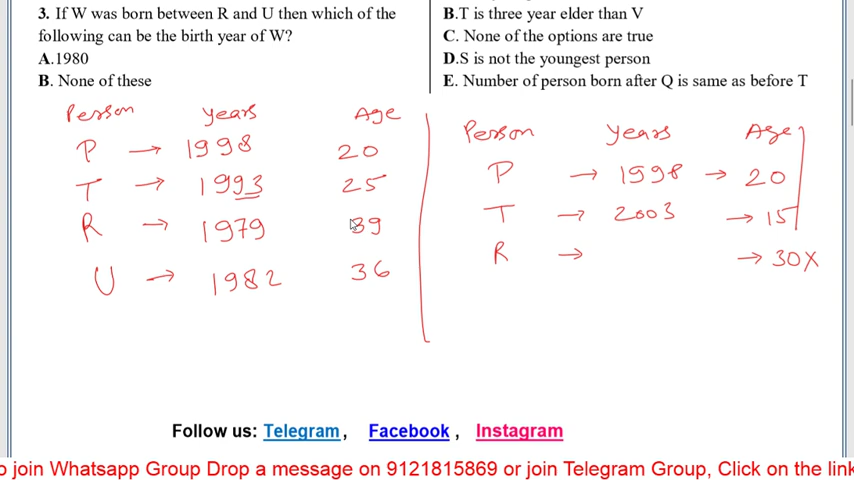 3. If W was born between R and U then which of the
following can be the birth year of W?
A.1980
B. None of these
B.T is three year elder than V
C. None of the options are true
D.S is not the youngest person
E. Number of person born after Q is same as before T
Person years Age
P → 1998 20
T → 1993 25
R → 1979 39
U → 1982 36
Person years Age
P → 1998 → 20
T → 2003 → 15
R → → 30X
Follow us: Telegram, Facebook , Instagram
o join Whatsapp Group Drop a message on 9121815869 or join Telegram Group, Click on the link